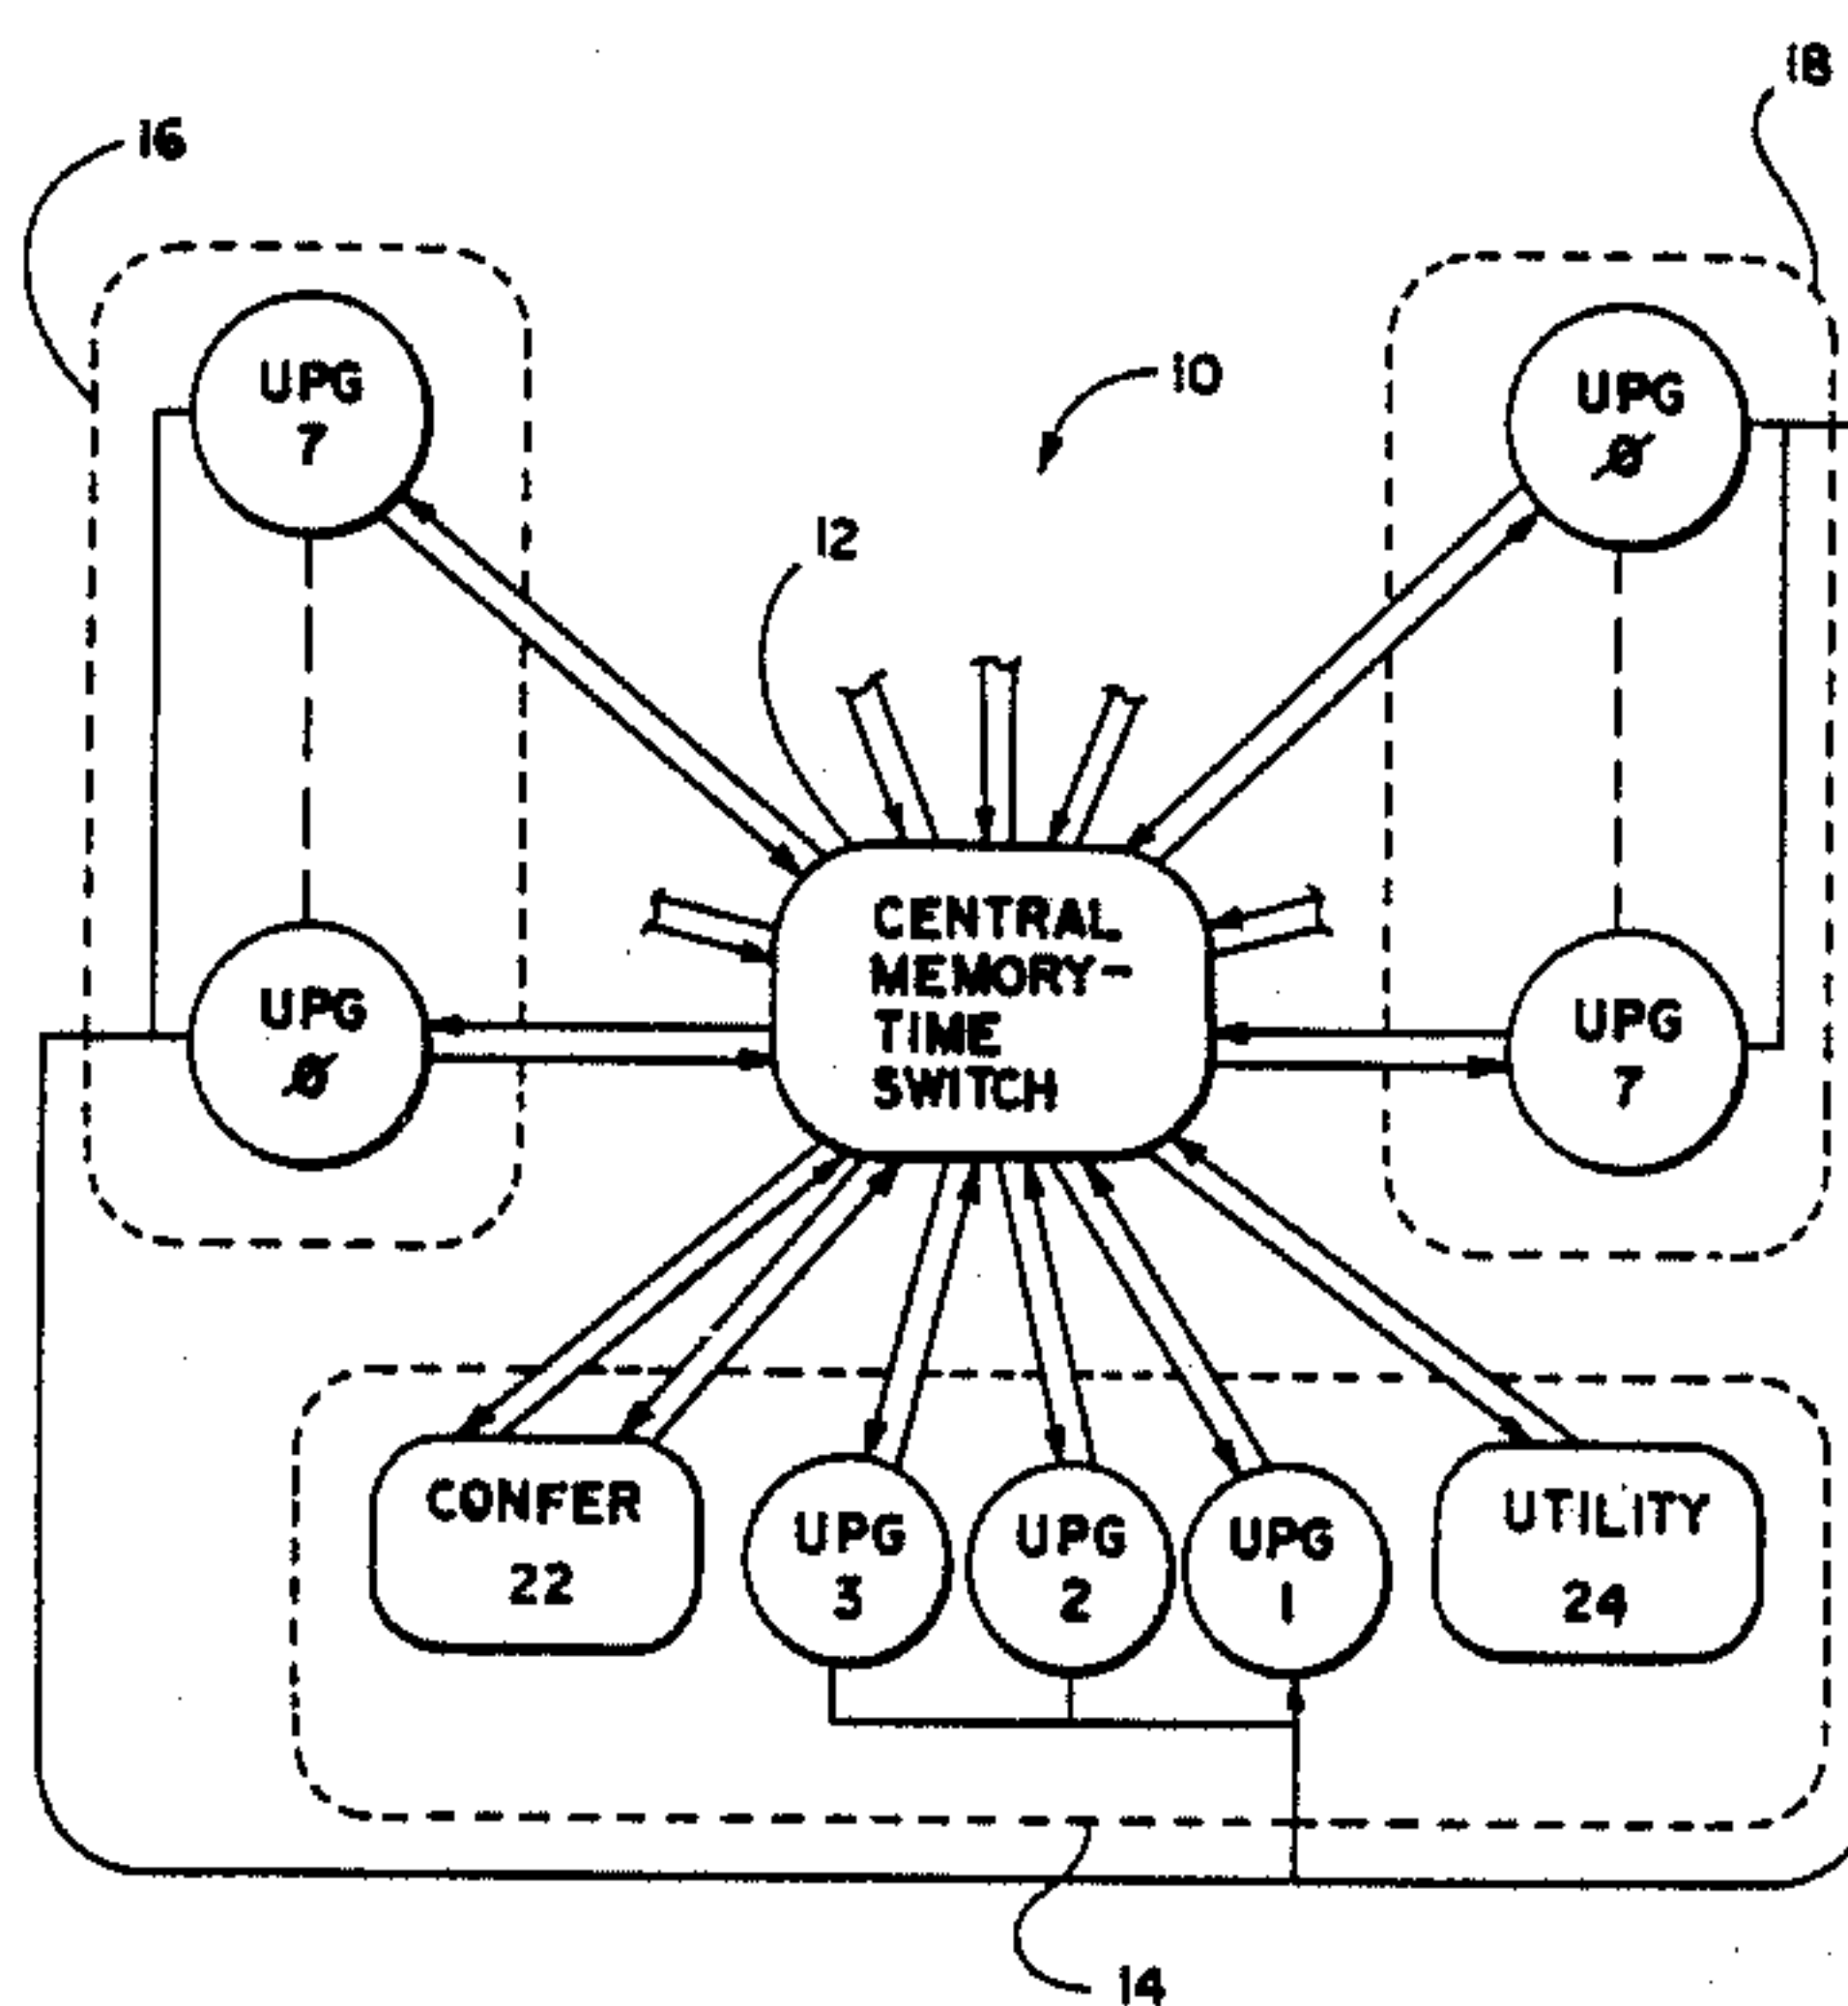 18
16
UPG
7
UPG
Ø
10
12
CENTRAL
MEMORY-
TIME
SWITCH
UPG
Ø
UPG
7
CONFER
22
UPG
3
UPG
2
UPG
1
UTILITY
24
14